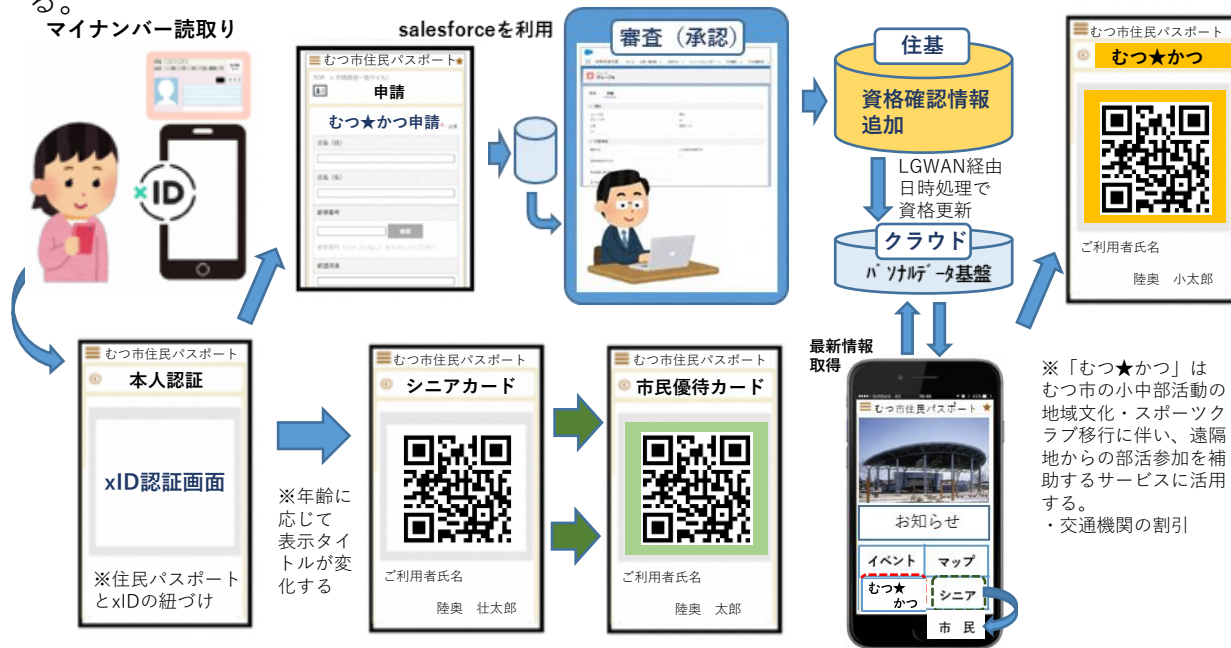 る。
マイナンバー読取り
salesforceを利用
×ID
むつ市住民パスポート★
申請
むつ★かつ申請
審査（承認）
住基
資格確認情報
追加
LGWAN経由
日時処理で
資格更新
クラウド
ﾊﾟｰｿﾅﾙﾃﾞｰﾀ基盤
むつ市住民パスポート
むつ★かつ
ご利用者氏名
陸奥　小太郎
むつ市住民パスポート
本人認証
xID認証画面
※住民パスポート
とxIDの紐づけ
※年齢に
応じて
表示タイ
トルが変
化する
むつ市住民パスポート
シニアカード
ご利用者氏名
陸奥　壮太郎
むつ市住民パスポート
市民優待カード
ご利用者氏名
陸奥　太郎
最新情報
取得
むつ市住民パスポート ★
お知らせ
イベント
マップ
むつ★
かつ
シニア
市　民
※「むつ★かつ」は
むつ市の小中部活動の
地域文化・スポーツク
ラブ移行に伴い、遠隔
地からの部活参加を補
助するサービスに活用
する。
・交通機関の割引